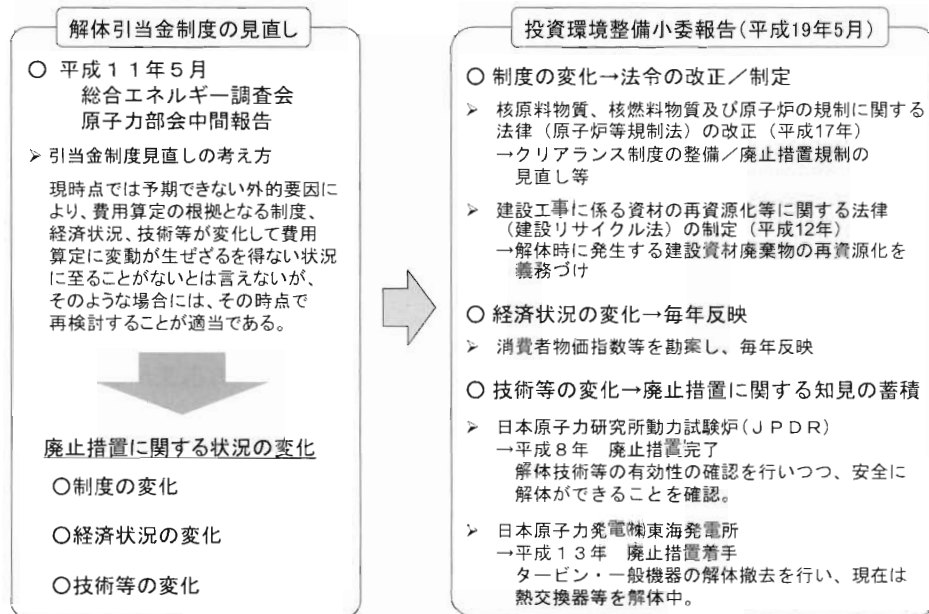 解体引当金制度の見直し
○ 平成11年5月
総合エネルギー調査会
原子力部会中間報告
➢ 引当金制度見直しの考え方
現時点では予期できない外的要因に
より、費用算定の根拠となる制度、
経済状況、技術等が変化して費用
算定に変動が生ぜざるを得ない状況
に至ることがないとは言えないが、
そのような場合には、その時点で
再検討することが適当である。
廃止措置に関する状況の変化
○制度の変化
○経済状況の変化
○技術等の変化
投資環境整備小委報告(平成19年5月)
○ 制度の変化→法令の改正/制定
➢ 核原料物質、核燃料物質及び原子炉の規制に関する
法律(原子炉等規制法)の改正(平成17年)
→クリアランス制度の整備/廃止措置規制の
見直し等
➢ 建設工事に係る資材の再資源化等に関する法律
(建設リサイクル法)の制定(平成12年)
→解体時に発生する建設資材廃棄物の再資源化を
義務づけ
○ 経済状況の変化→毎年反映
➢ 消費者物価指数等を勘案し、毎年反映
○ 技術等の変化→廃止措置に関する知見の蓄積
➢ 日本原子力研究所動力試験炉(JPDR)
→平成8年 廃止措置完了
解体技術等の有効性の確認を行いつつ、安全に
解体ができることを確認。
➢ 日本原子力発電㈱東海発電所
→平成13年 廃止措置着手
タービン・一般機器の解体撤去を行い、現在は
熱交換器等を解体中。